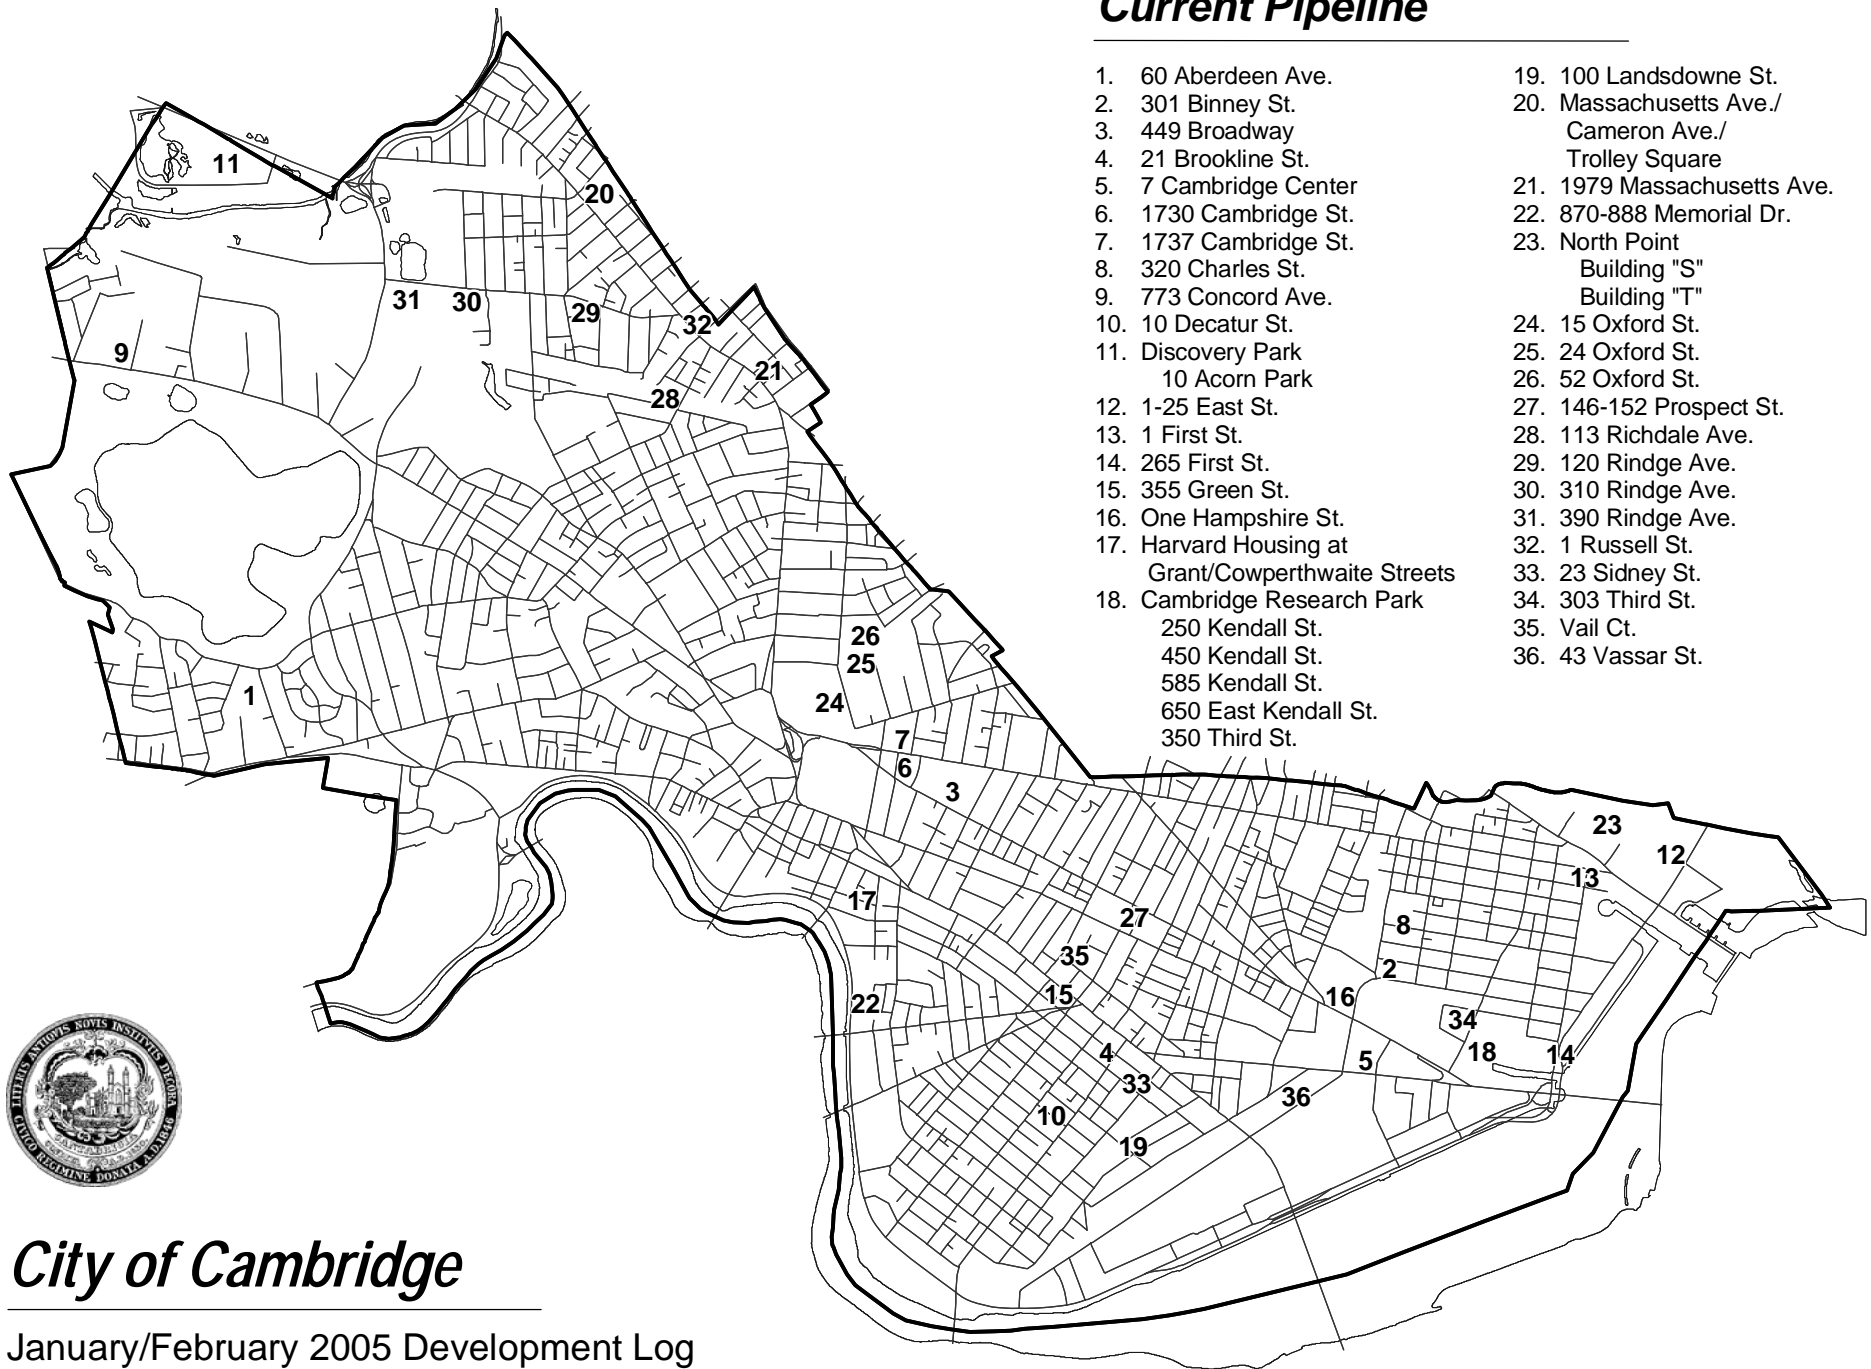 Current Pipeline
1. 60 Aberdeen Ave.
2. 301 Binney St.
3. 449 Broadway
4. 21 Brookline St.
5. 7 Cambridge Center
6. 1730 Cambridge St.
7. 1737 Cambridge St.
8. 320 Charles St.
9. 773 Concord Ave.
10. 10 Decatur St.
11. Discovery Park
10 Acorn Park
12. 1-25 East St.
13. 1 First St.
14. 265 First St.
15. 355 Green St.
16. One Hampshire St.
17. Harvard Housing at
Grant/Cowperthwaite Streets
18. Cambridge Research Park
250 Kendall St.
450 Kendall St.
585 Kendall St.
650 East Kendall St.
350 Third St.
19. 100 Landsdowne St.
20. Massachusetts Ave./
Cameron Ave./
Trolley Square
21. 1979 Massachusetts Ave.
22. 870-888 Memorial Dr.
23. North Point
Building "S"
Building "T"
24. 15 Oxford St.
25. 24 Oxford St.
26. 52 Oxford St.
27. 146-152 Prospect St.
28. 113 Richdale Ave.
29. 120 Rindge Ave.
30. 310 Rindge Ave.
31. 390 Rindge Ave.
32. 1 Russell St.
33. 23 Sidney St.
34. 303 Third St.
35. Vail Ct.
36. 43 Vassar St.
11
20
31
30
29
32
9
21
28
26
25
1
24
7
6
3
23
12
13
17
27
8
35
2
15
16
22
34
4
18
14
5
33
36
10
19
LITERIS ANTIQVIS NOVIS INSTITVTIS DECORA
CIVICO REGIMINE DONATA A.D. 1846
City of Cambridge
January/February 2005 Development Log